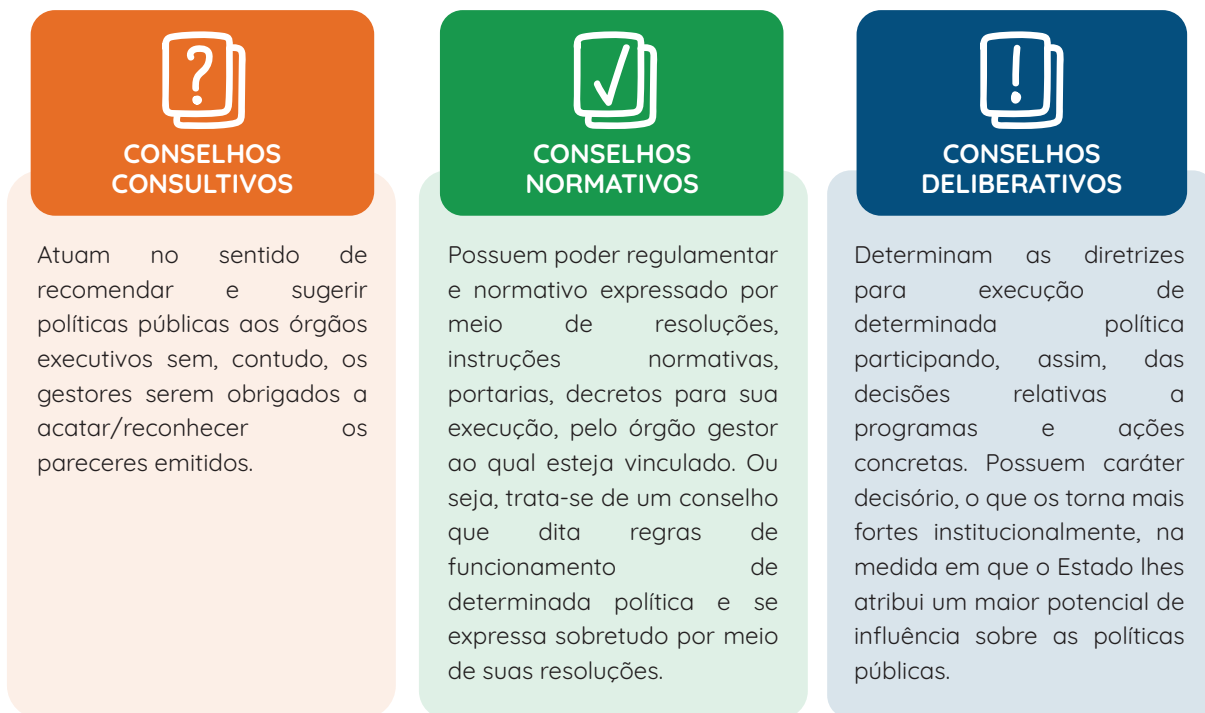 ?
CONSELHOS
CONSULTIVOS
Atuam no sentido de
recomendar e sugerir
políticas públicas aos órgãos
executivos sem, contudo, os
gestores serem obrigados a
acatar/reconhecer os
pareceres emitidos.
CONSELHOS
NORMATIVOS
Possuem poder regulamentar
e normativo expressado por
meio de resoluções,
instruções normativas,
portarias, decretos para sua
execução, pelo órgão gestor
ao qual esteja vinculado. Ou
seja, trata-se de um conselho
que dita regras de
funcionamento de
determinada política e se
expressa sobretudo por meio
de suas resoluções.
!
CONSELHOS
DELIBERATIVOS
Determinam as diretrizes
para execução de
determinada política
participando, assim, das
decisões relativas a
programas e ações
concretas. Possuem caráter
decisório, o que os torna mais
fortes institucionalmente, na
medida em que o Estado lhes
atribui um maior potencial de
influência sobre as políticas
públicas.